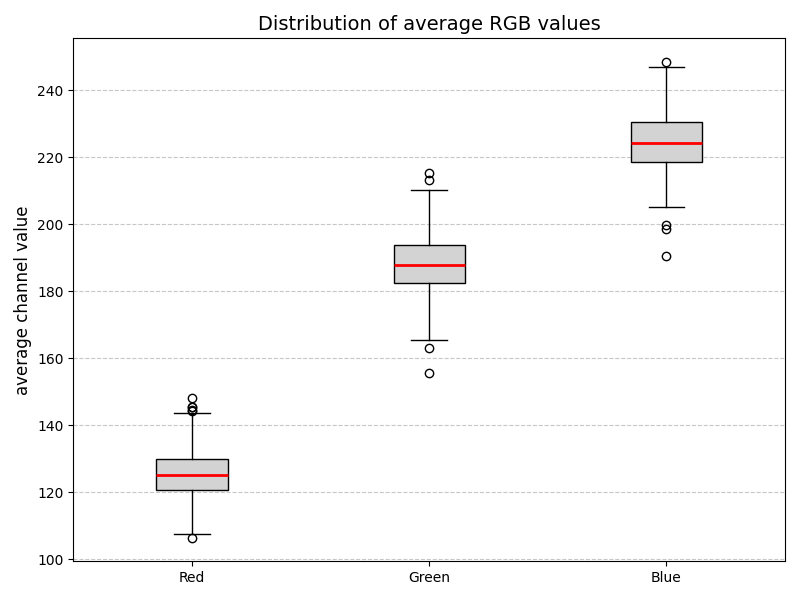 Distribution of average RGB values
average channel value
240
220
200
180
160
140
120
100
Red
Green
Blue